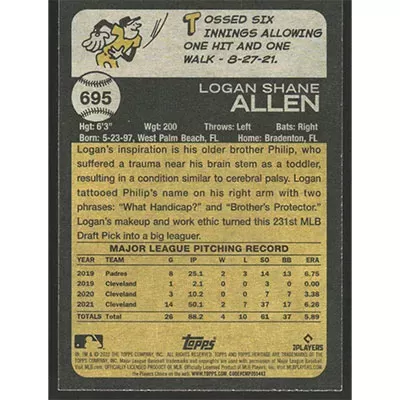 TOSSED SIX
INNINGS ALLOWING
ONE HIT AND ONE
WALK - 8-27-21.
695
LOGAN SHANE
ALLEN
Hgt: 6'3" Wgt: 200 Throws: Left Bats: Right
Born: 5-23-97, West Palm Beach, FL Home: Bradenton, FL
Logan's inspiration is his older brother Philip, who
suffered a trauma near his brain stem as a toddler,
resulting in a condition similar to cerebral palsy. Logan
tattooed Philip's name on his right arm with two
phrases: "What Handicap?" and "Brother's Protector."
Logan's makeup and work ethic turned this 231st MLB
Draft Pick into a big leaguer.
MAJOR LEAGUE PITCHING RECORD
YEAR TEAM G IP W L SO BB ERA
2019 Padres 8 25.1 2 3 14 13 6.75
2019 Cleveland 1 2.1 0 0 3 0 0.00
2020 Cleveland 3 10.2 0 0 7 7 3.38
2021 Cleveland 14 50.1 2 7 37 17 6.26
TOTALS Pitching 26 88.2 4 10 61 37 5.89
Topps
PLAYERS